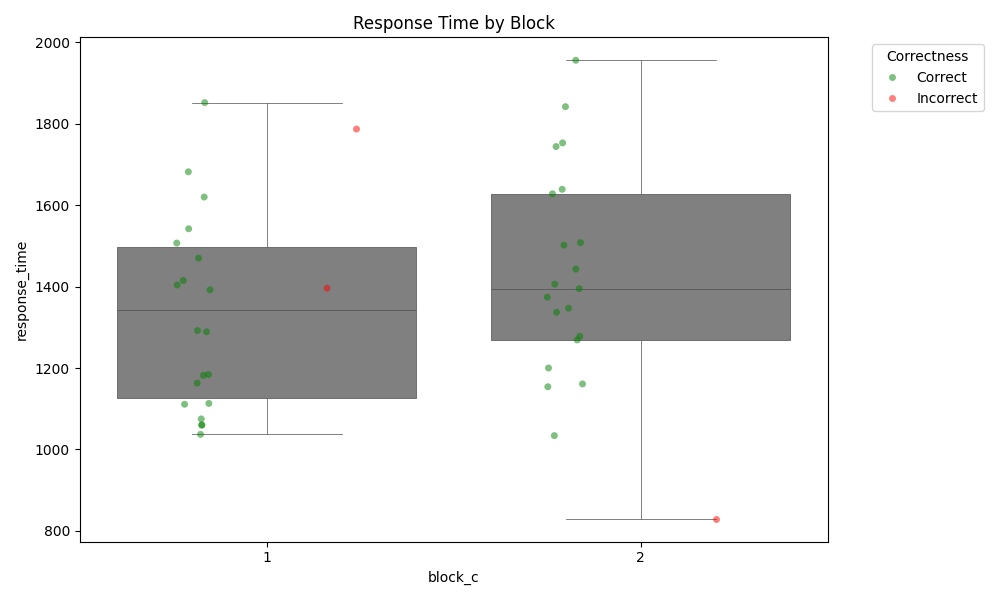 Response Time by Block
Correctness
Correct
Incorrect
response_time
2000
1800
1600
1400
1200
1000
800
1
2
block_c